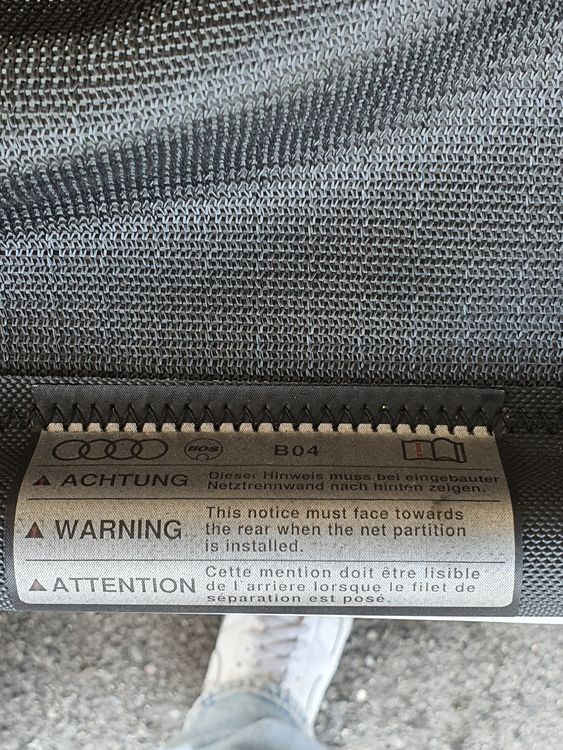 BOS B04
ACHTUNG
Dieser Hinweis muss bei eingebauter
Netztrennwand nach hinten zeigen.
WARNING
This notice must face towards
the rear when the net partition
is installed.
ATTENTION
Cette mention doit être lisible
de l'arrière lorsque le filet de
séparation est posé.